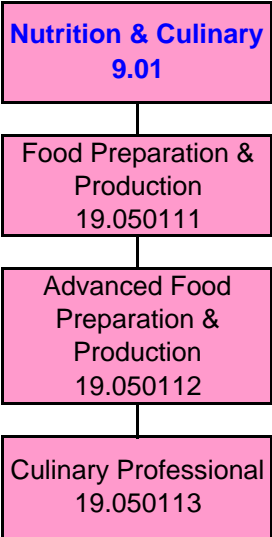 Nutrition & Culinary
9.01
Food Preparation &
Production
19.050111
Advanced Food
Preparation &
Production
19.050112
Culinary Professional
19.050113